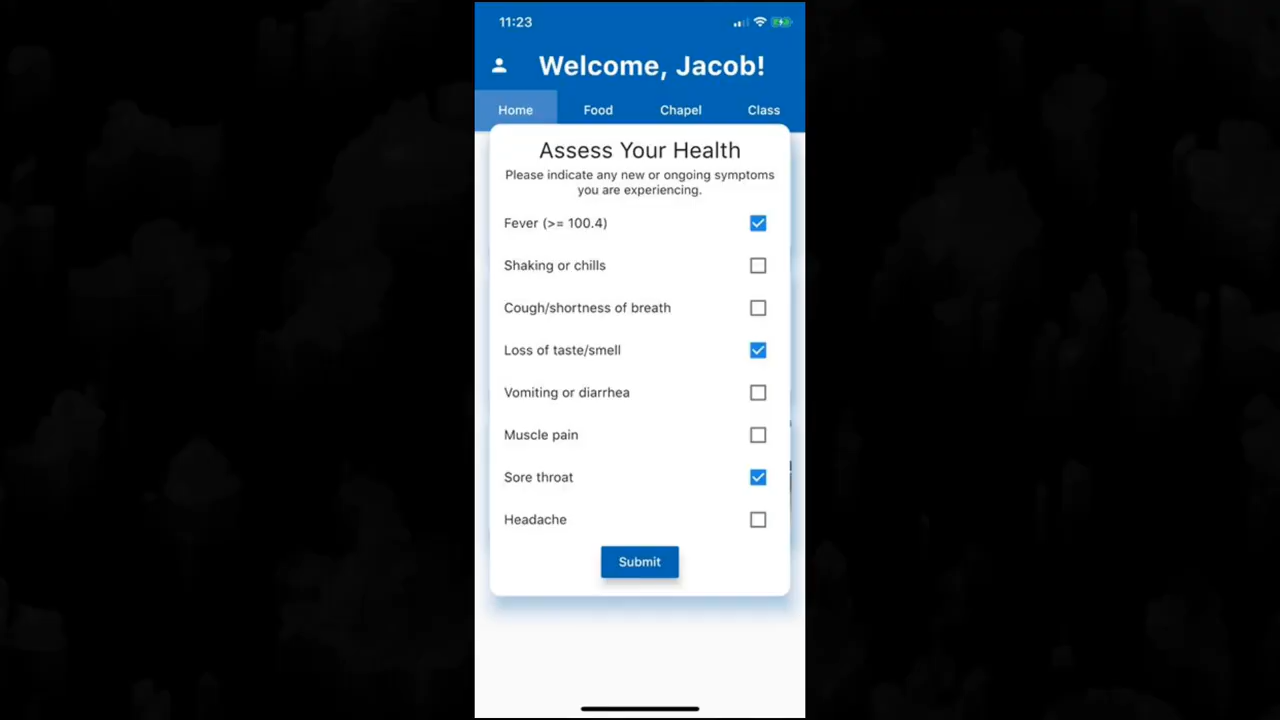 11:23
Welcome, Jacob!
Home Food Chapel Class
Assess Your Health
Please indicate any new or ongoing symptoms
you are experiencing.
Fever (>= 100.4)
Shaking or chills
Cough/shortness of breath
Loss of taste/smell
Vomiting or diarrhea
Muscle pain
Sore throat
Headache
Submit